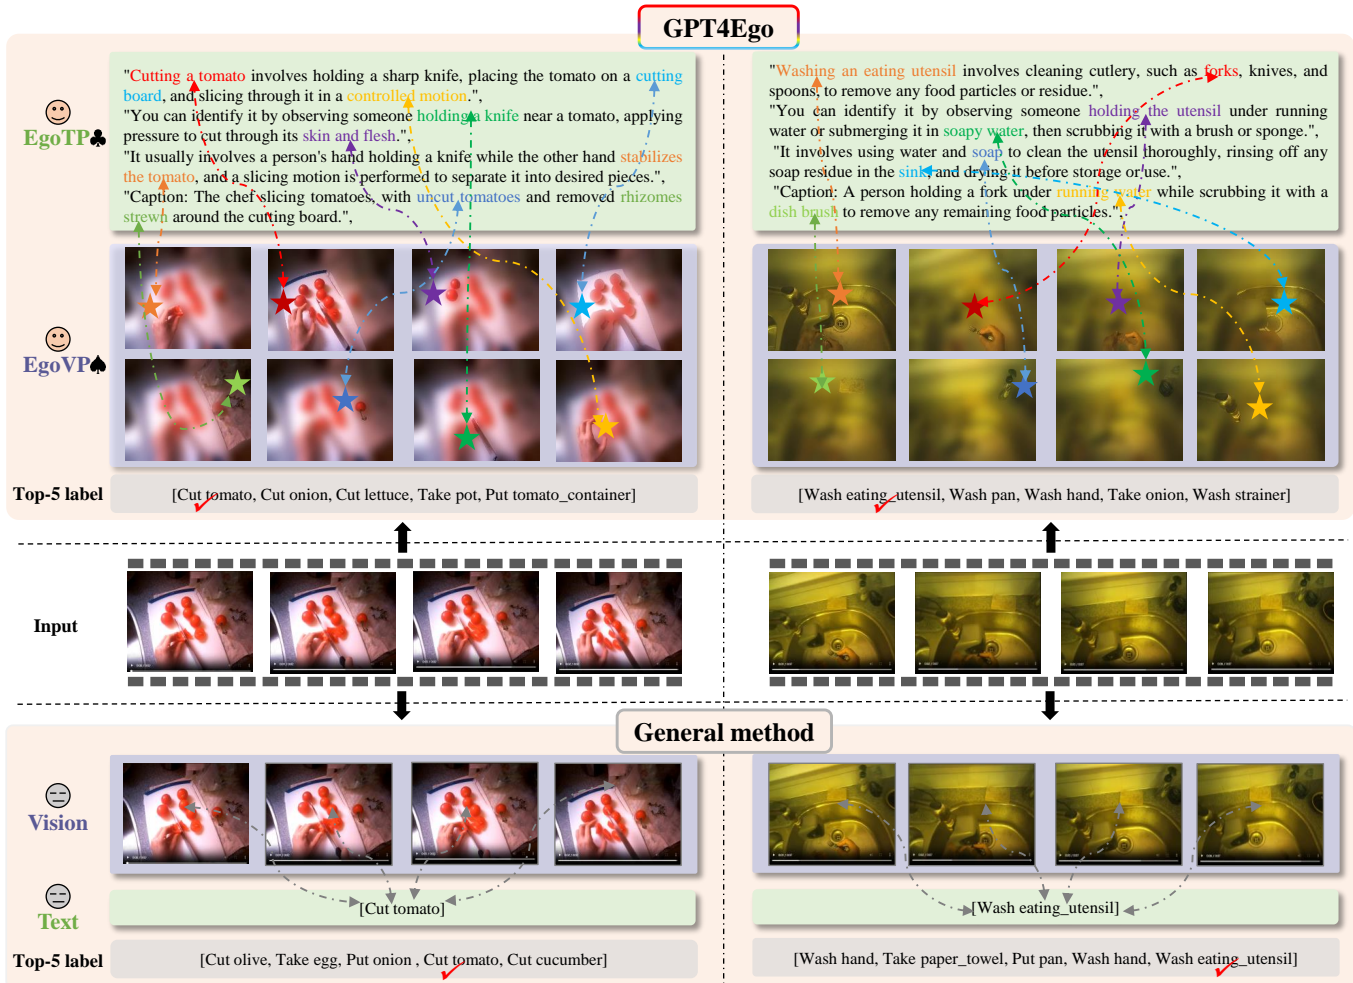 GPT4Ego
"Cutting a tomato involves holding a sharp knife, placing the tomato on a cutting
board, and slicing through it in a controlled motion.",
"You can identify it by observing someone holding a knife near a tomato, applying
pressure to cut through its skin and flesh.",
"It usually involves a person's hand holding a knife while the other hand stabilizes
the tomato, and a slicing motion is performed to separate it into desired pieces.",
"Caption: The chef slicing tomatoes, with uncut tomatoes and removed rhizomes
strewn around the cutting board.",
"Washing an eating utensil involves cleaning cutlery, such as forks, knives, and
spoons, to remove any food particles or residue.",
"You can identify it by observing someone holding the utensil under running
water or submerging it in soapy water, then scrubbing it with a brush or sponge.",
"It involves using water and soap to clean the utensil thoroughly, rinsing off any
soap residue in the sink, and drying it before storage or use.",
"Caption: A person holding a fork under running water while scrubbing it with a
dish brush to remove any remaining food particles.",
EgoTP♣
EgoVP♠
Top-5 label
[Cut tomato, Cut onion, Cut lettuce, Take pot, Put tomato_container]
[Wash eating_utensil, Wash pan, Wash hand, Take onion, Wash strainer]
Input
General method
Vision
Text
[Cut tomato]
[Wash eating_utensil]
Top-5 label
[Cut olive, Take egg, Put onion , Cut tomato, Cut cucumber]
[Wash hand, Take paper_towel, Put pan, Wash hand, Wash eating_utensil]